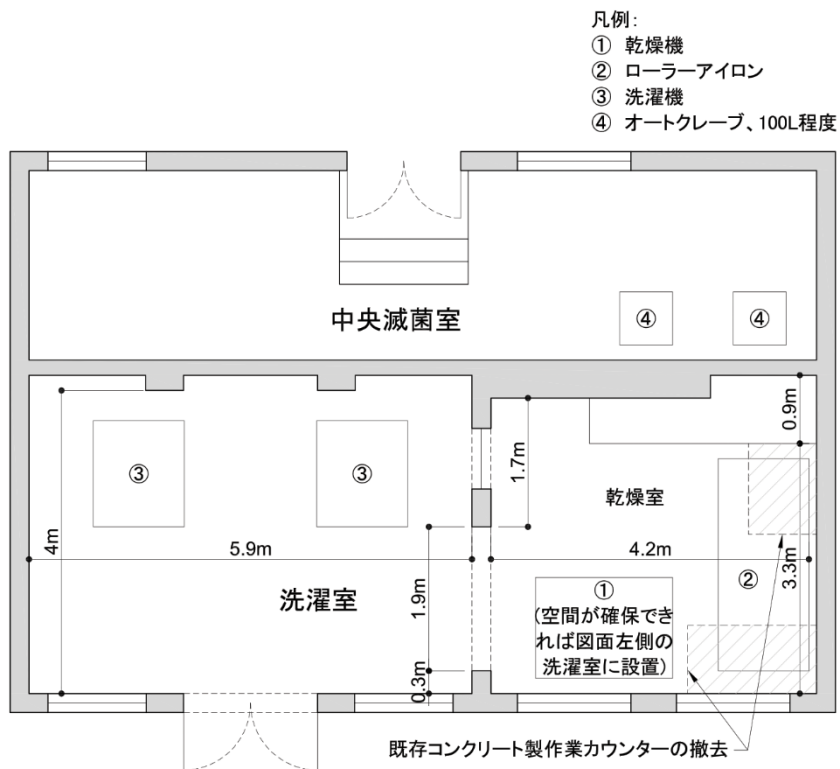 凡例:
① 乾燥機
② ローラーアイロン
③ 洗濯機
④ オートクレーブ、100L程度
中央滅菌室
④
④
0.9m
③
③
1.7m
乾燥室
4m
5.9m
4.2m
3.3m
洗濯室
1.9m
①
(空間が確保でき
れば図面左側の
洗濯室に設置)
②
0.3m
既存コンクリート製作業カウンターの撤去